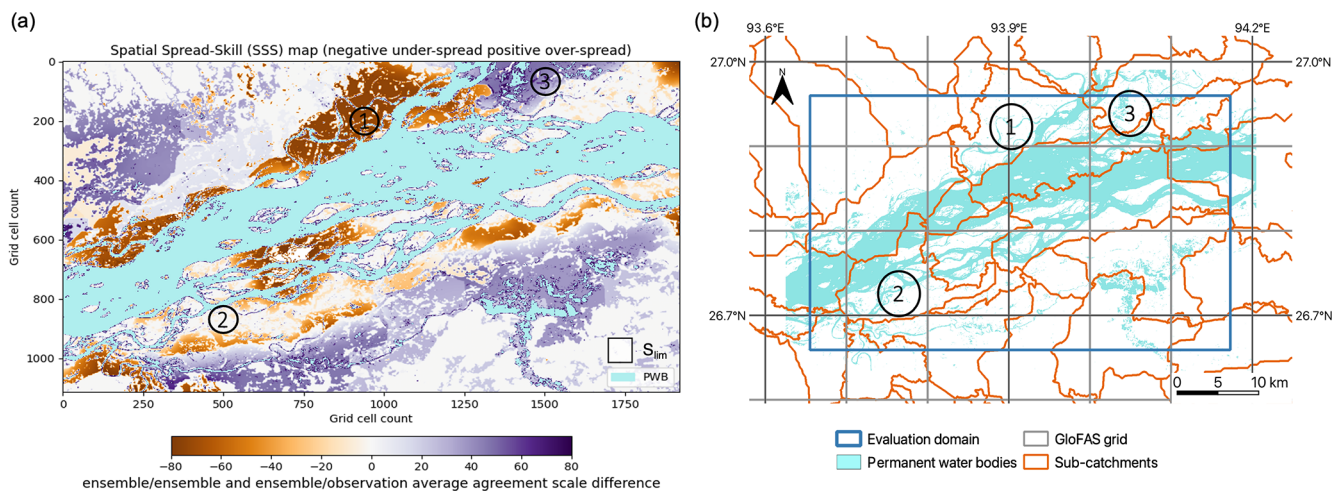 (a)
Spatial Spread-Skill (SSS) map (negative under-spread positive over-spread)
0
200
400
600
800
1000
Grid cell count
1
2
3
Slim
PWB
0
250
500
750
1000
1250
1500
1750
Grid cell count
−80
−60
−40
−20
0
20
40
60
80
ensemble/ensemble and ensemble/observation average agreement scale difference
(b)
93.6°E
93.9°E
94.2°E
27.0°N
27.0°N
N
1
3
2
26.7°N
26.7°N
0 5 10 km
Evaluation domain
GloFAS grid
Permanent water bodies
Sub-catchments